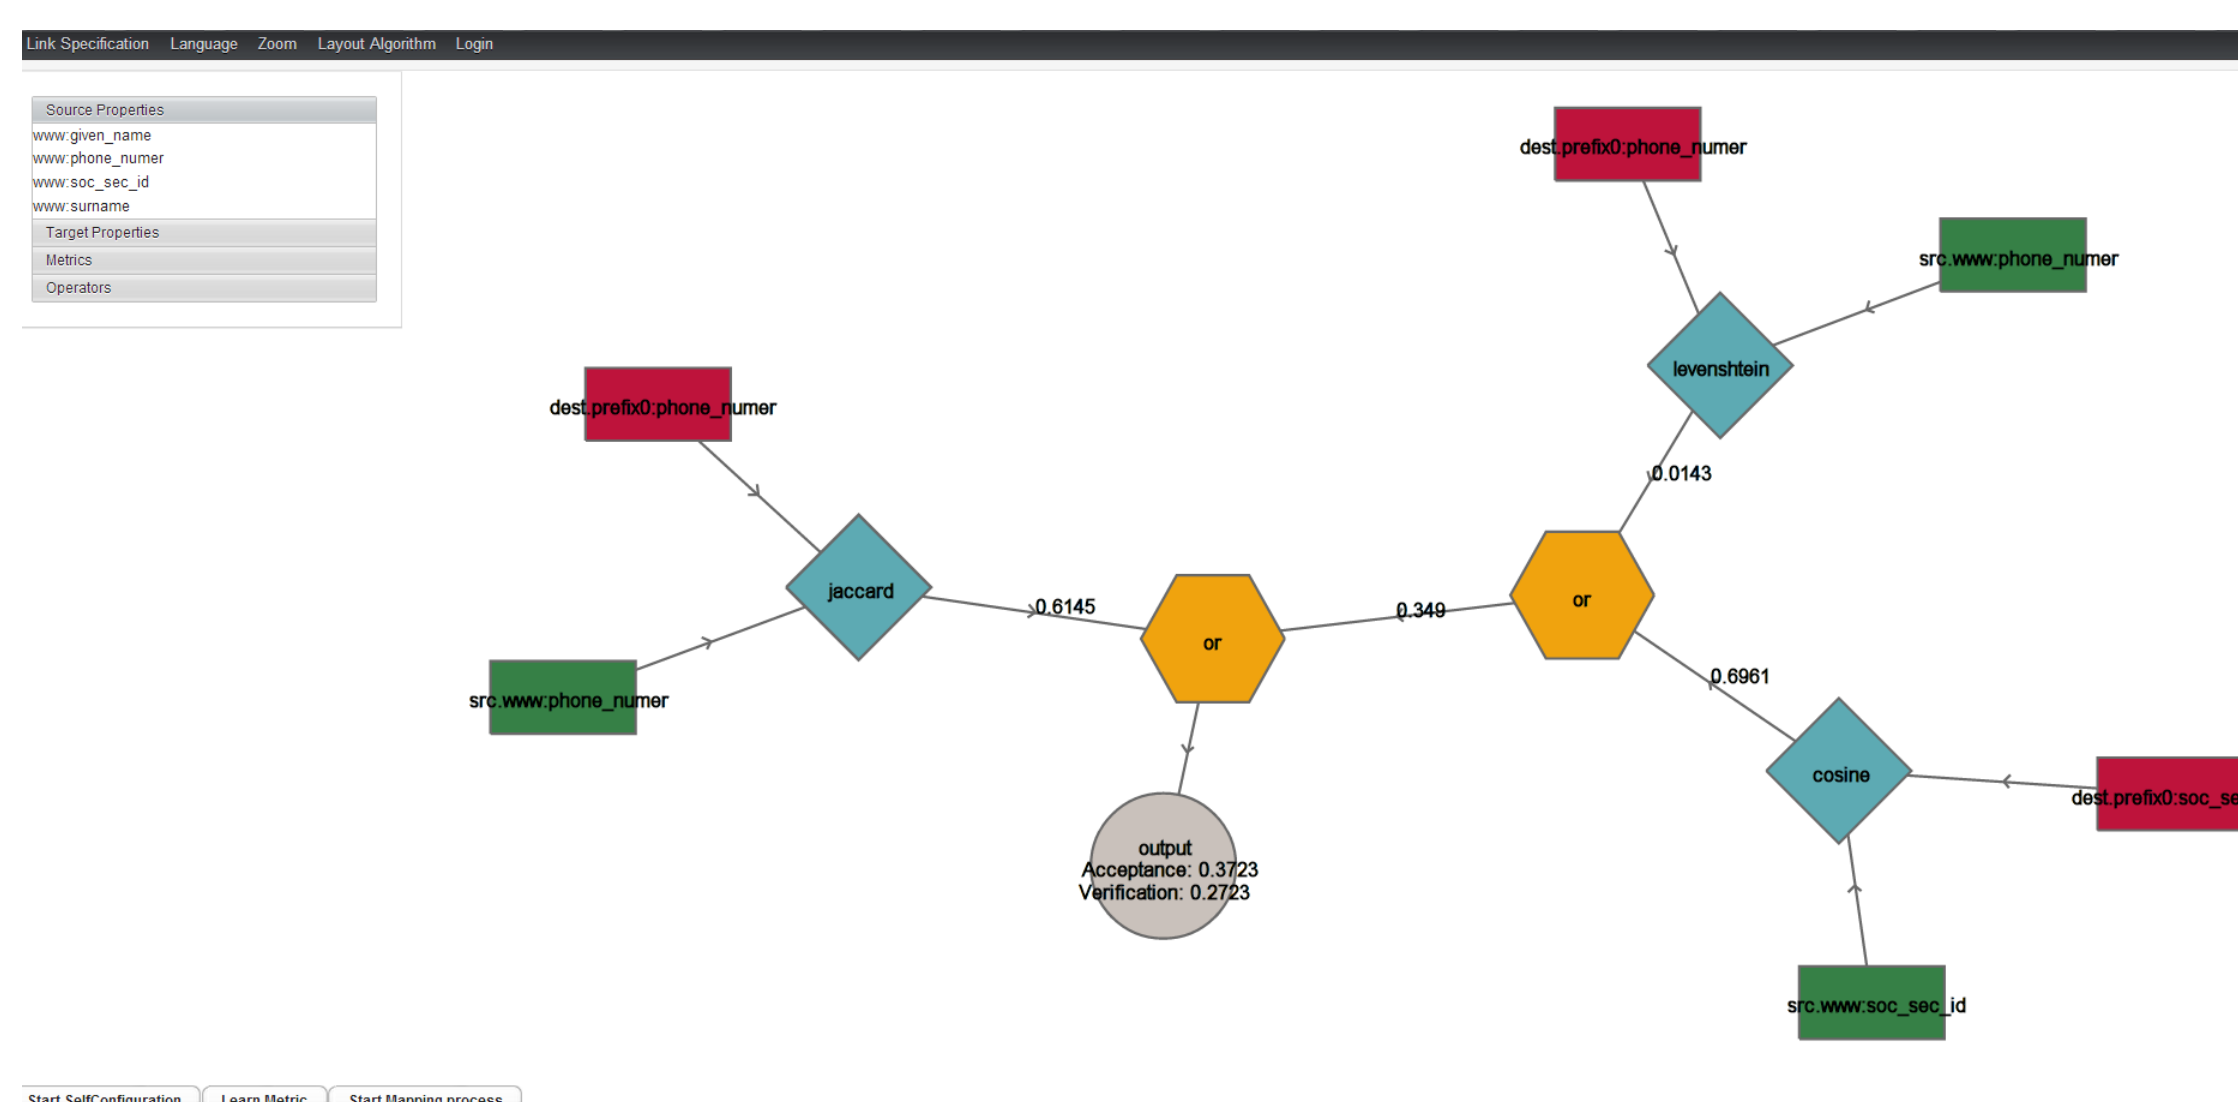 Link Specification Language Zoom Layout Algorithm Login
Source Properties
www:given_name
www:phone_numer
www:soc_sec_id
www:surname
Target Properties
Metrics
Operators
dest.prefix0:phone_numer
src.www:phone_numer
levenshtein
0.0143
dest.prefix0:phone_numer
jaccard
src.www:phone_numer
0.6145
or
0.349
or
0.6961
cosine
dest.prefix0:soc_se
src.www:soc_sec_id
output
Acceptance: 0.3723
Verification: 0.2723
Start SelfConfiguration Learn Metric Start Mapping process